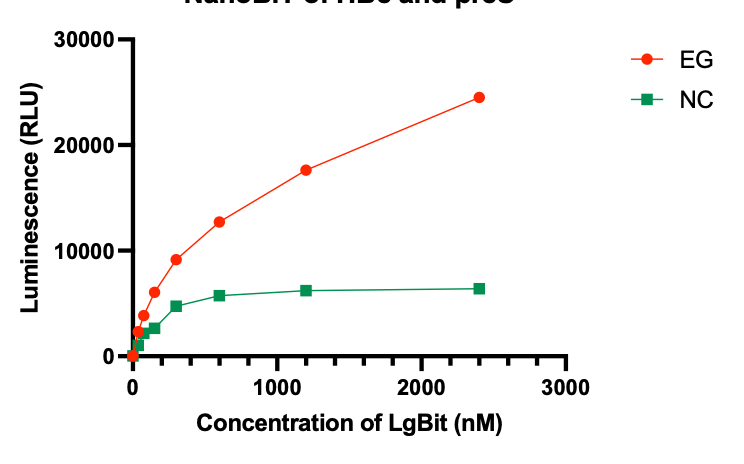 EG
NC
Luminescence (RLU)
30000
20000
10000
0
0 1000 2000 3000
Concentration of LgBit (nM)